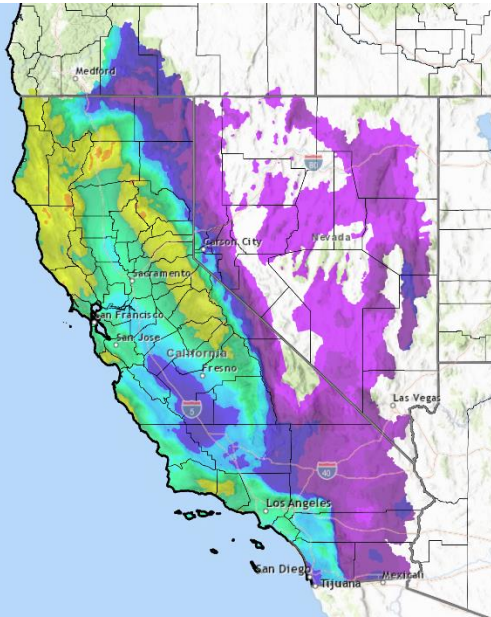 Medford
80
Carson City
Nevada
Sacramento
San Francisco
San Jose
California
Fresno
5
Las Vegas
40
Los Angeles
San Diego
Mexicali
Tijuana